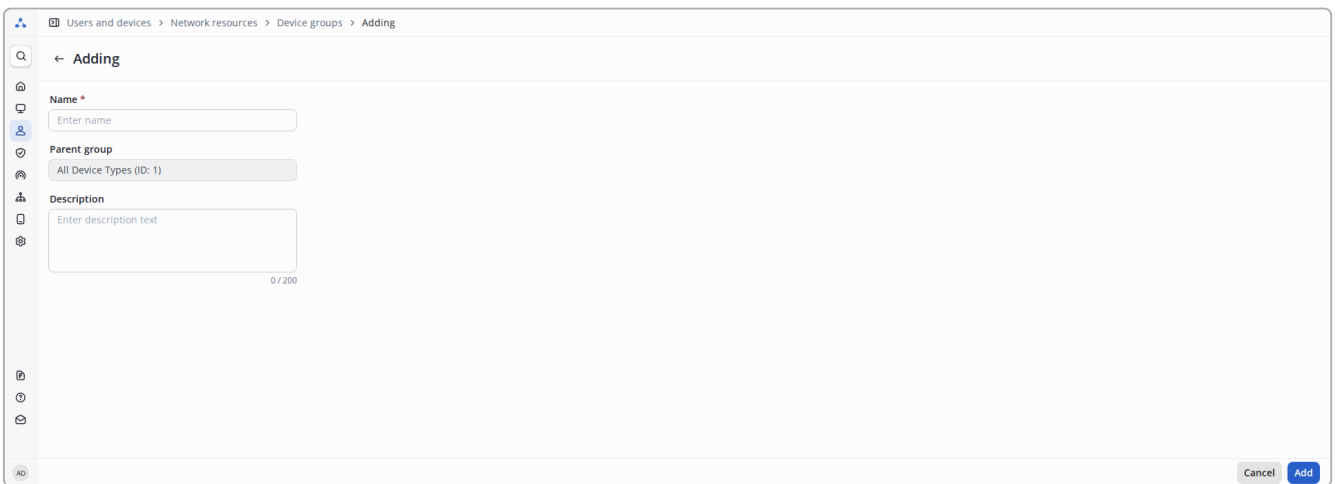 Users and devices > Network resources > Device groups > Adding
← Adding
Name *
Enter name
Parent group
All Device Types (ID: 1)
Description
Enter description text
0 / 200
AD
Cancel Add